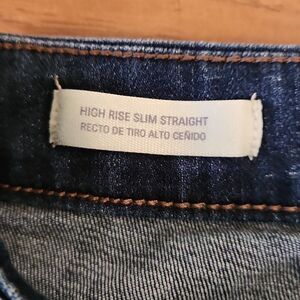 HIGH RISE SLIM STRAIGHT
RECTO DE TIRO ALTO CEÑIDO